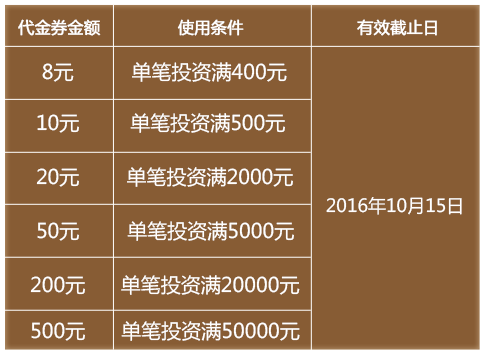 代金券金额 使用条件 有效截止日
8元 单笔投资满400元
10元 单笔投资满500元
20元 单笔投资满2000元
50元 单笔投资满5000元
2016年10月15日
200元 单笔投资满20000元
500元 单笔投资满50000元